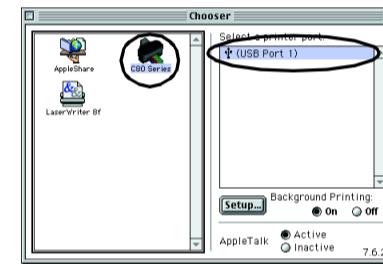 Chooser
AppleShare
C80 Series
LaserWriter 8f
Select a printer port:
(USB Port 1)
Setup...
Background Printing:
On Off
AppleTalk
Active
Inactive
7.6.2